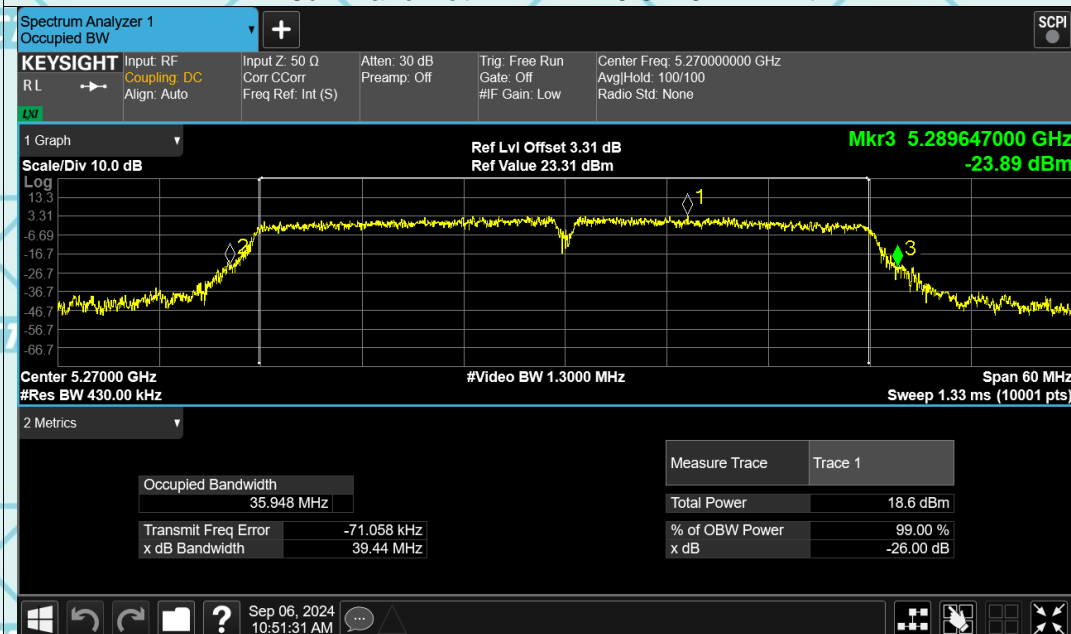 Spectrum Analyzer 1
Occupied BW
+
SCPI
KEYSIGHT
RL
LXI
Input: RF
Coupling: DC
Align: Auto
Input Z: 50 Ω
Corr CCorr
Freq Ref: Int (S)
Atten: 30 dB
Preamp: Off
Trig: Free Run
Gate: Off
#IF Gain: Low
Center Freq: 5.270000000 GHz
Avg|Hold: 100/100
Radio Std: None
1 Graph
Scale/Div 10.0 dB
Ref Lvl Offset 3.31 dB
Ref Value 23.31 dBm
Mkr3 5.289647000 GHz
-23.89 dBm
Log
13.3
3.31
-6.69
-16.7
-26.7
-36.7
-46.7
-56.7
-66.7
1
2
3
Center 5.27000 GHz
#Res BW 430.00 kHz
#Video BW 1.3000 MHz
Span 60 MHz
Sweep 1.33 ms (10001 pts)
2 Metrics
Occupied Bandwidth
35.948 MHz
Transmit Freq Error -71.058 kHz
x dB Bandwidth 39.44 MHz
Measure Trace Trace 1
Total Power 18.6 dBm
% of OBW Power 99.00 %
x dB -26.00 dB
?
Sep 06, 2024
10:51:31 AM